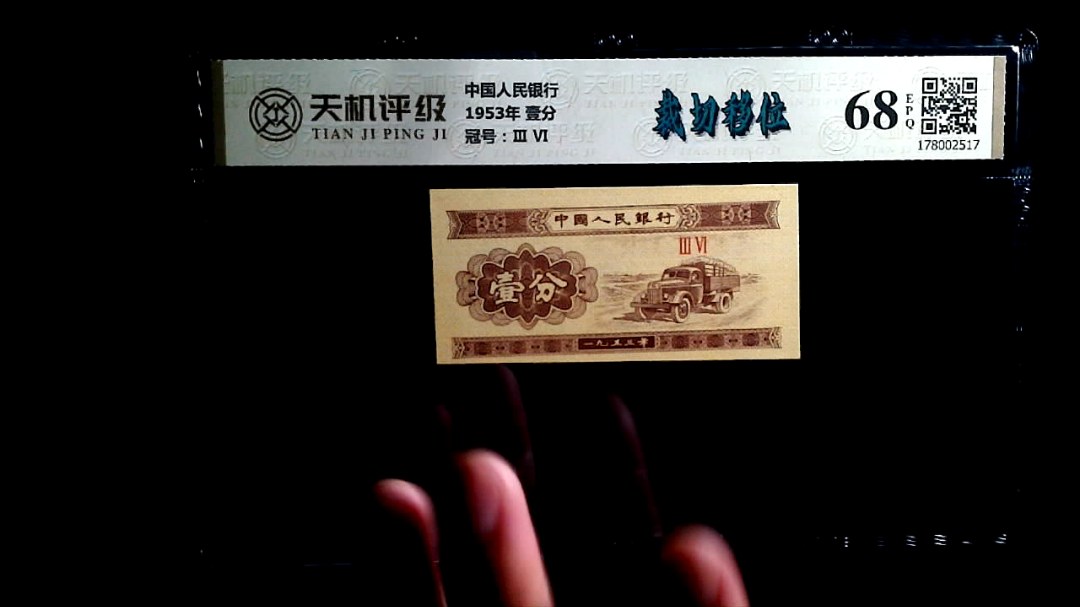 天机评级
TIAN JI PING JI
中国人民银行
1953年 壹分
冠号：Ⅲ Ⅵ
裁切移位
68
EPQ
178002517
中國人民銀行
Ⅲ Ⅵ
壹分
一九五三年